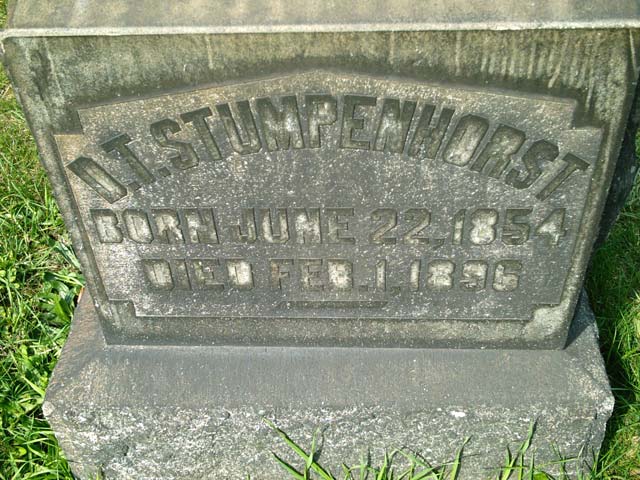 D.T. STUMPENHORST
BORN JUNE 22, 1854
DIED FEB. 1, 1896